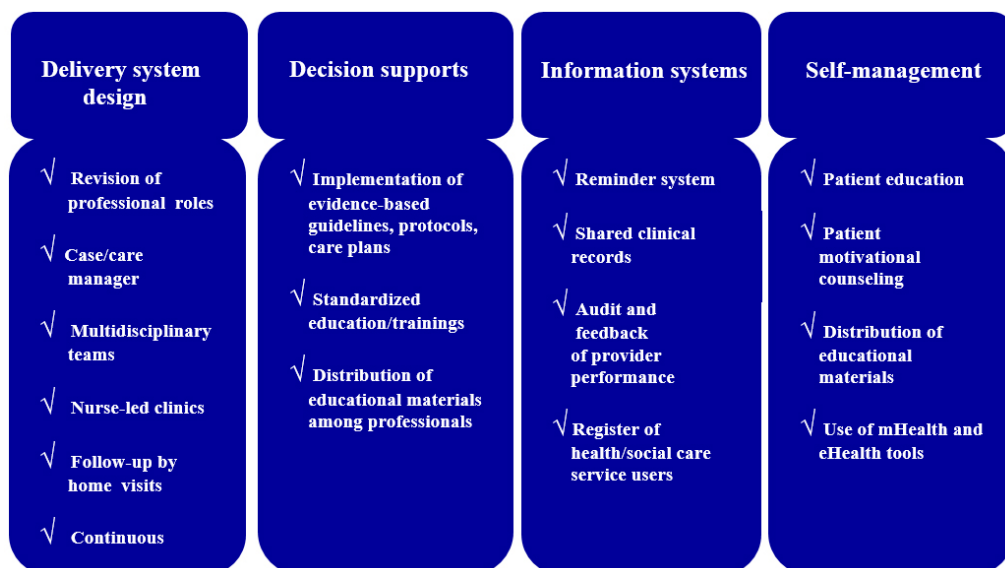 Delivery system
design
√ Revision of
professional roles
√ Case/care
manager
√ Multidisciplinary
teams
√ Nurse-led clinics
√ Follow-up by
home visits
√ Continuous
Decision supports
√ Implementation of
evidence-based
guidelines, protocols,
care plans
√ Standardized
education/trainings
√ Distribution of
educational materials
among professionals
Information systems
√ Reminder system
√ Shared clinical
records
√ Audit and
feedback
of provider
performance
√ Register of
health/social care
service users
Self-management
√ Patient education
√ Patient
motivational
counseling
√ Distribution of
educational
materials
√ Use of mHealth and
eHealth tools